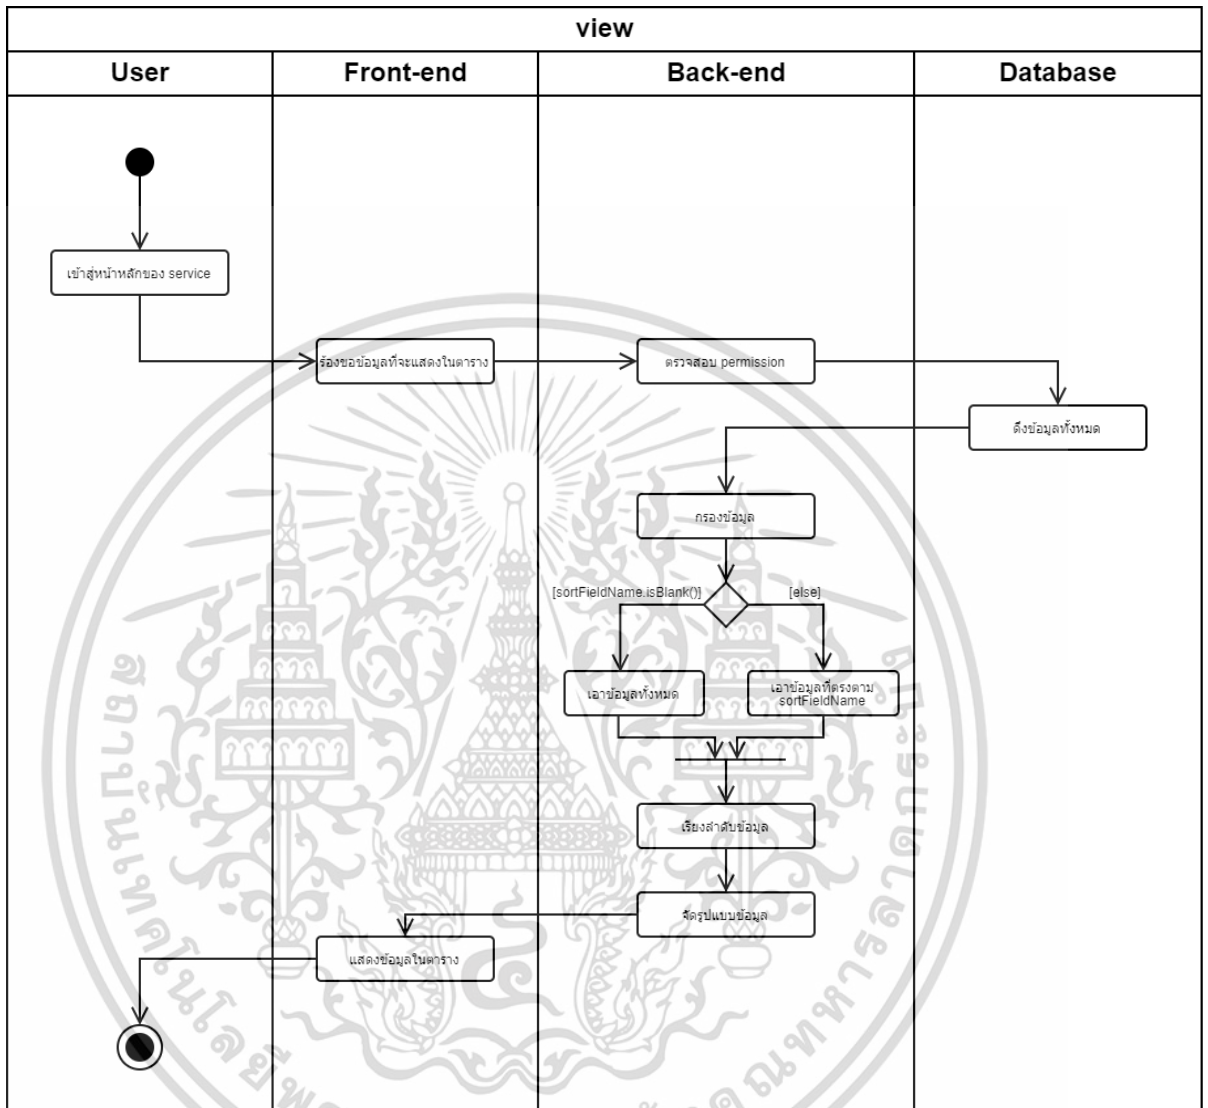 view
User
Front-end
Back-end
Database
เข้าสู่หน้าหลักของ service
ร้องขอข้อมูลที่จะแสดงในตาราง
ตรวจสอบ permission
ดึงข้อมูลทั้งหมด
กรองข้อมูล
[sortFieldName.isBlank()]
[else]
เอาข้อมูลทั้งหมด
เอาข้อมูลที่ตรงตาม
sortFieldName
เรียงลำดับข้อมูล
จัดรูปแบบข้อมูล
แสดงข้อมูลในตาราง